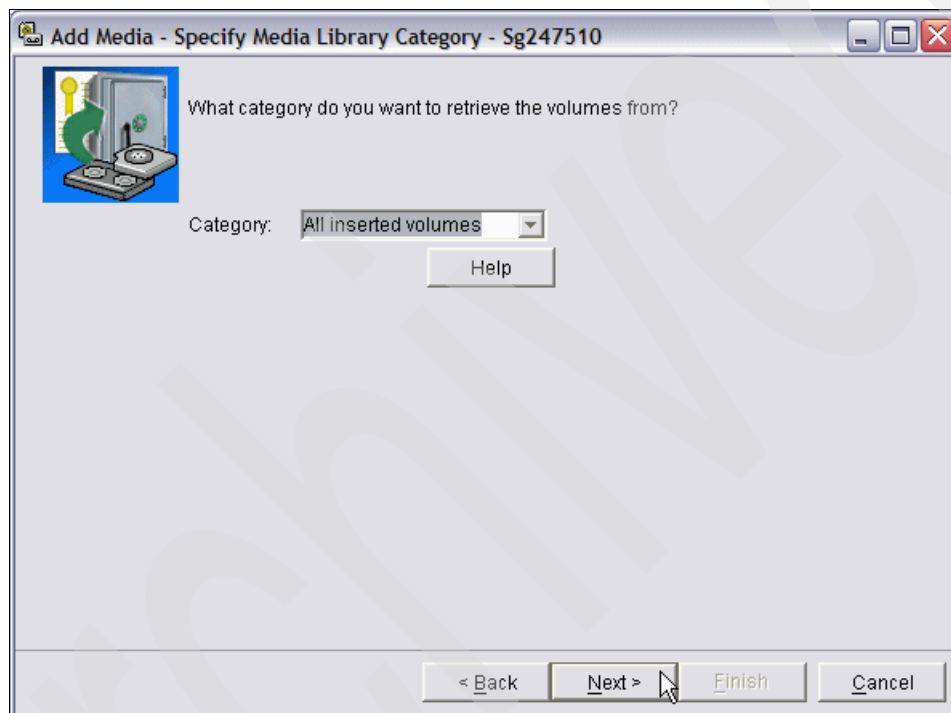 Add Media - Specify Media Library Category - Sg247510
What category do you want to retrieve the volumes from?
Category: All inserted volumes
Help
< Back Next > Finish Cancel